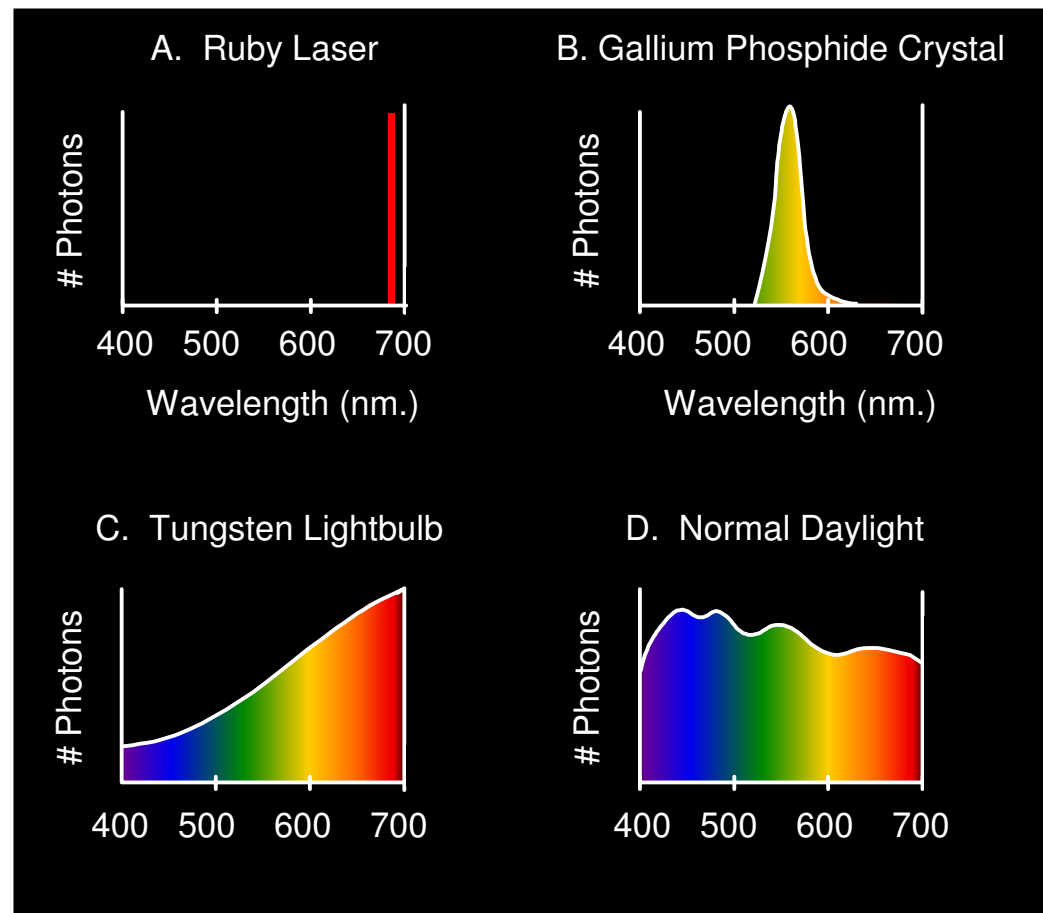 A.  Ruby Laser
# Photons
400 500 600 700
Wavelength (nm.)
B. Gallium Phosphide Crystal
# Photons
400 500 600 700
Wavelength (nm.)
C.  Tungsten Lightbulb
# Photons
400 500 600 700
D.  Normal Daylight
# Photons
400 500 600 700